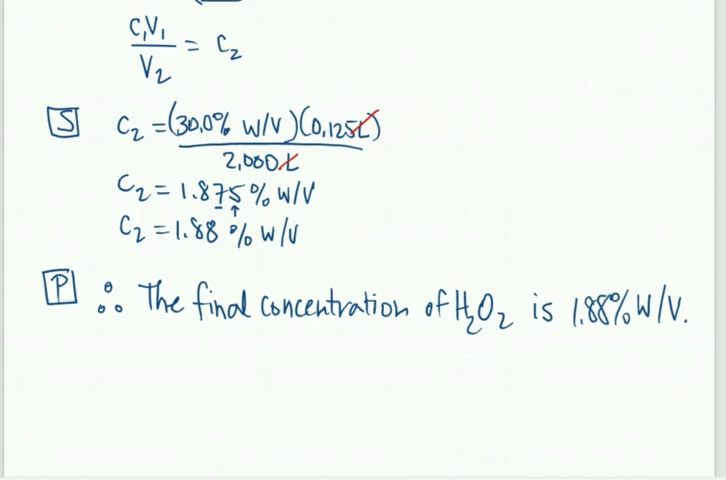 C₁V₁
V₂
= C₂
S
C₂ = (30.0% W/V)(0.125L)
2.000L
C₂ = 1.875% W/V
C₂ = 1.88% W/V
P ∴ The final concentration of H₂O₂ is 1.88% W/V.